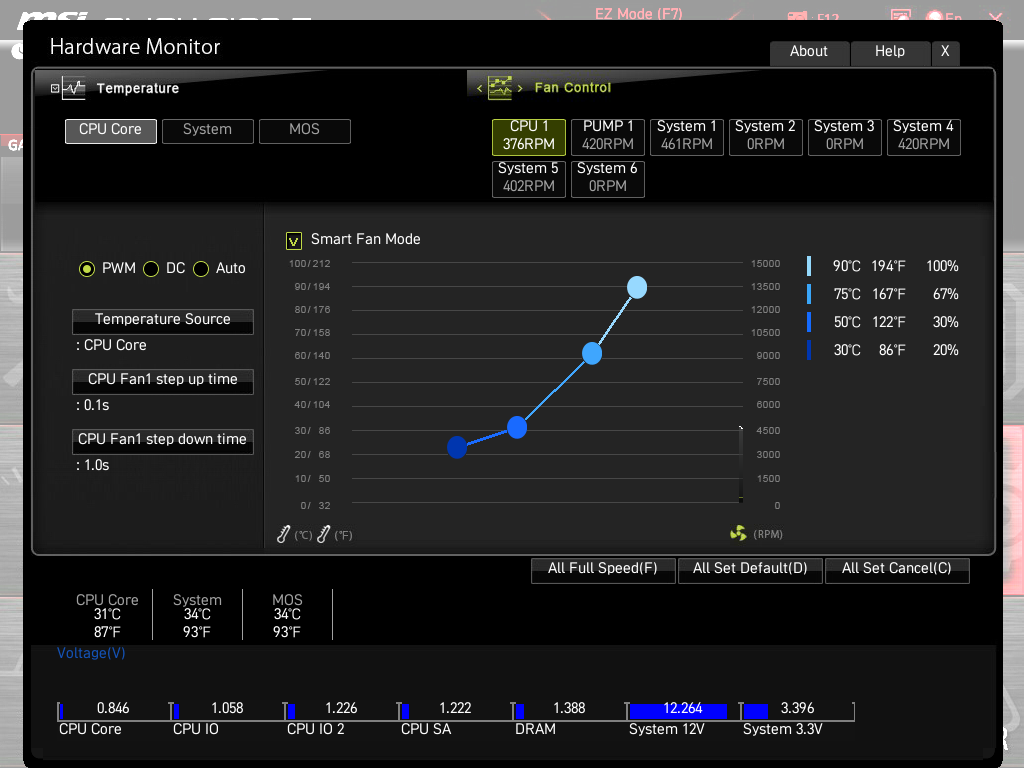 msi
EZ Mode (F7)
F12
En
X
Hardware Monitor
About
Help
X
Temperature
Fan Control
CPU Core
System
MOS
CPU 1
376RPM
PUMP 1
420RPM
System 1
461RPM
System 2
0RPM
System 3
0RPM
System 4
420RPM
System 5
402RPM
System 6
0RPM
PWM
DC
Auto
Temperature Source
: CPU Core
CPU Fan1 step up time
: 0.1s
CPU Fan1 step down time
: 1.0s
V Smart Fan Mode
100/212 15000
90/194 13500
80/176 12000
70/158 10500
60/140 9000
50/122 7500
40/104 6000
30/ 86 4500
20/ 68 3000
10/ 50 1500
0/ 32 0
(°C) (°F) (RPM)
90°C 194°F 100%
75°C 167°F 67%
50°C 122°F 30%
30°C 86°F 20%
All Full Speed(F)
All Set Default(D)
All Set Cancel(C)
CPU Core
31°C
87°F
System
34°C
93°F
MOS
34°C
93°F
Voltage(V)
0.846
CPU Core
1.058
CPU IO
1.226
CPU IO 2
1.222
CPU SA
1.388
DRAM
12.264
System 12V
3.396
System 3.3V